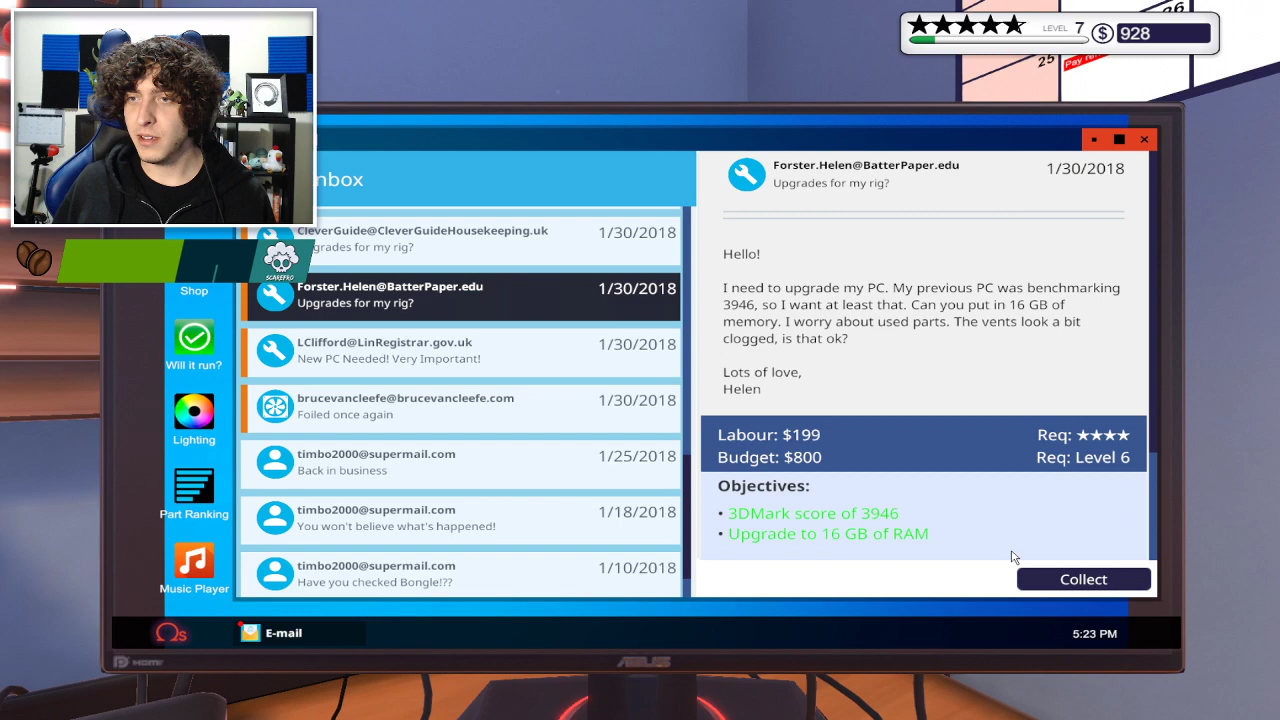 LEVEL 7 $ 928
26
25
Pay
nbox
CleverGuide@CleverGuideHousekeeping.uk 1/30/2018
grades for my rig?
Forster.Helen@BatterPaper.edu 1/30/2018
Upgrades for my rig?
LClifford@LinRegistrar.gov.uk 1/30/2018
New PC Needed! Very Important!
brucevancleefe@brucevancleefe.com 1/30/2018
Foiled once again
timbo2000@supermail.com 1/25/2018
Back in business
timbo2000@supermail.com 1/18/2018
You won't believe what's happened!
timbo2000@supermail.com 1/10/2018
Have you checked Bongle!??
SCAREFRO
Shop
Will it run?
Lighting
Part Ranking
Music Player
Forster.Helen@BatterPaper.edu 1/30/2018
Upgrades for my rig?
Hello!
I need to upgrade my PC. My previous PC was benchmarking
3946, so I want at least that. Can you put in 16 GB of
memory. I worry about used parts. The vents look a bit
clogged, is that ok?
Lots of love,
Helen
Labour: $199 Req: ★★★★
Budget: $800 Req: Level 6
Objectives:
• 3DMark score of 3946
• Upgrade to 16 GB of RAM
Collect
Ωs E-mail 5:23 PM
HDMI
ASUS